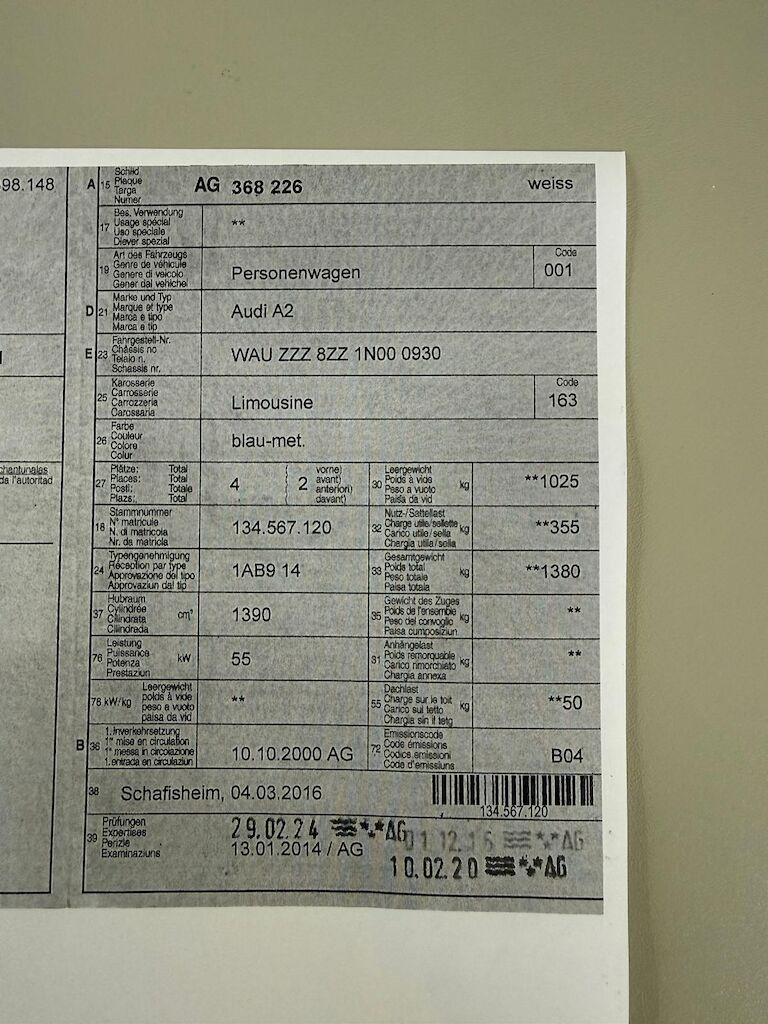 98.148
A 15 Schild
Plaque
Targa
Numer
AG 368 226 weiss
17 Bes. Verwendung
Usage spécial
Uso speciale
Diever spezial
**
19 Art des Fahrzeugs
Genre de véhicule
Genere di veicolo
Gener dal vehichel
Personenwagen
Code
001
D 21 Marke und Typ
Marque et type
Marca e tipo
Marca e tip
Audi A2
E 23 Fahrgestell-Nr.
Châssis no
Telaio n.
Schassis nr.
WAU ZZZ 8ZZ 1N00 0930
25 Karosserie
Carrosserie
Carrozzeria
Carossaria
Limousine
Code
163
26 Farbe
Couleur
Colore
Colur
blau-met.
chantunales
da l'autoritad
27 Plätze: Total
Places: Total
Posti: Totale
Plazs: Total
4
2
vorne)
avant)
anteriori)
davant)
30 Leergewicht
Poids à vide
Peso a vuoto
Paisa da vid
kg
**1025
18 Stammnummer
N° matricule
N. di matricola
Nr. da matricla
134.567.120
32 Nutz-/Sattellast
Charge utile/sellette
Carico utile/sella
Chargia utila/sella
kg
**355
24 Typengenehmigung
Réception par type
Approvazione del tipo
Approvaziun dal tip
1AB9 14
33 Gesamtgewicht
Poids total
Peso totale
Paisa totala
kg
**1380
37 Hubraum
Cylindrée
Cilindrata
Cilindrada
cm³
1390
35 Gewicht des Zuges
Poids de l'ensemble
Peso del convoglio
Paisa cumposiziun
kg
**
76 Leistung
Puissance
Potenza
Prestaziun
kW
55
31 Anhängelast
Poids remorquable
Carico rimorchiato
Chargia annexa
kg
**
78 kW/kg
Leergewicht
poids à vide
peso a vuoto
paisa da vid
**
55 Dachlast
Charge sur le toit
Carico sul tetto
Chargia sin il tetg
kg
**50
B 36 1. Inverkehrsetzung
1re mise en circulation
1a messa in circolazione
1. entrada en circulaziun
10.10.2000 AG
72 Emissionscode
Code émissions
Codice emissioni
Code d'emissiuns
B04
38 Schafisheim, 04.03.2016
134.567.120
39 Prüfungen
Expertises
Perizie
Examinaziuns
29.02.24 AG
01.12.16 AG
13.01.2014 / AG
10.02.20 AG